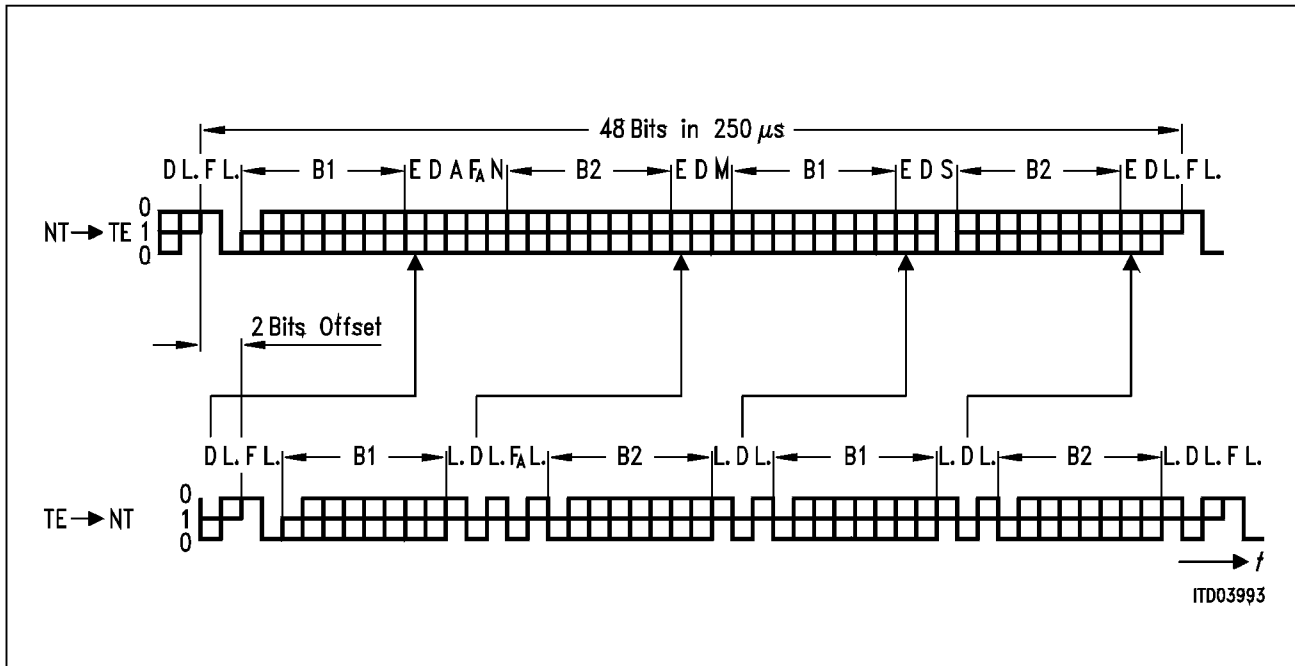 48 Bits in 250 µs
D L. F L. B1 E D A FA N B2 E D M B1 E D S B2 E D L. F L.
0
NT → TE 1
0
2 Bits Offset
D L. F L. B1 L. D L. FA L. B2 L. D L. B1 L. D L. B2 L. D L. F L.
0
TE → NT 1
0
t
ITD03993